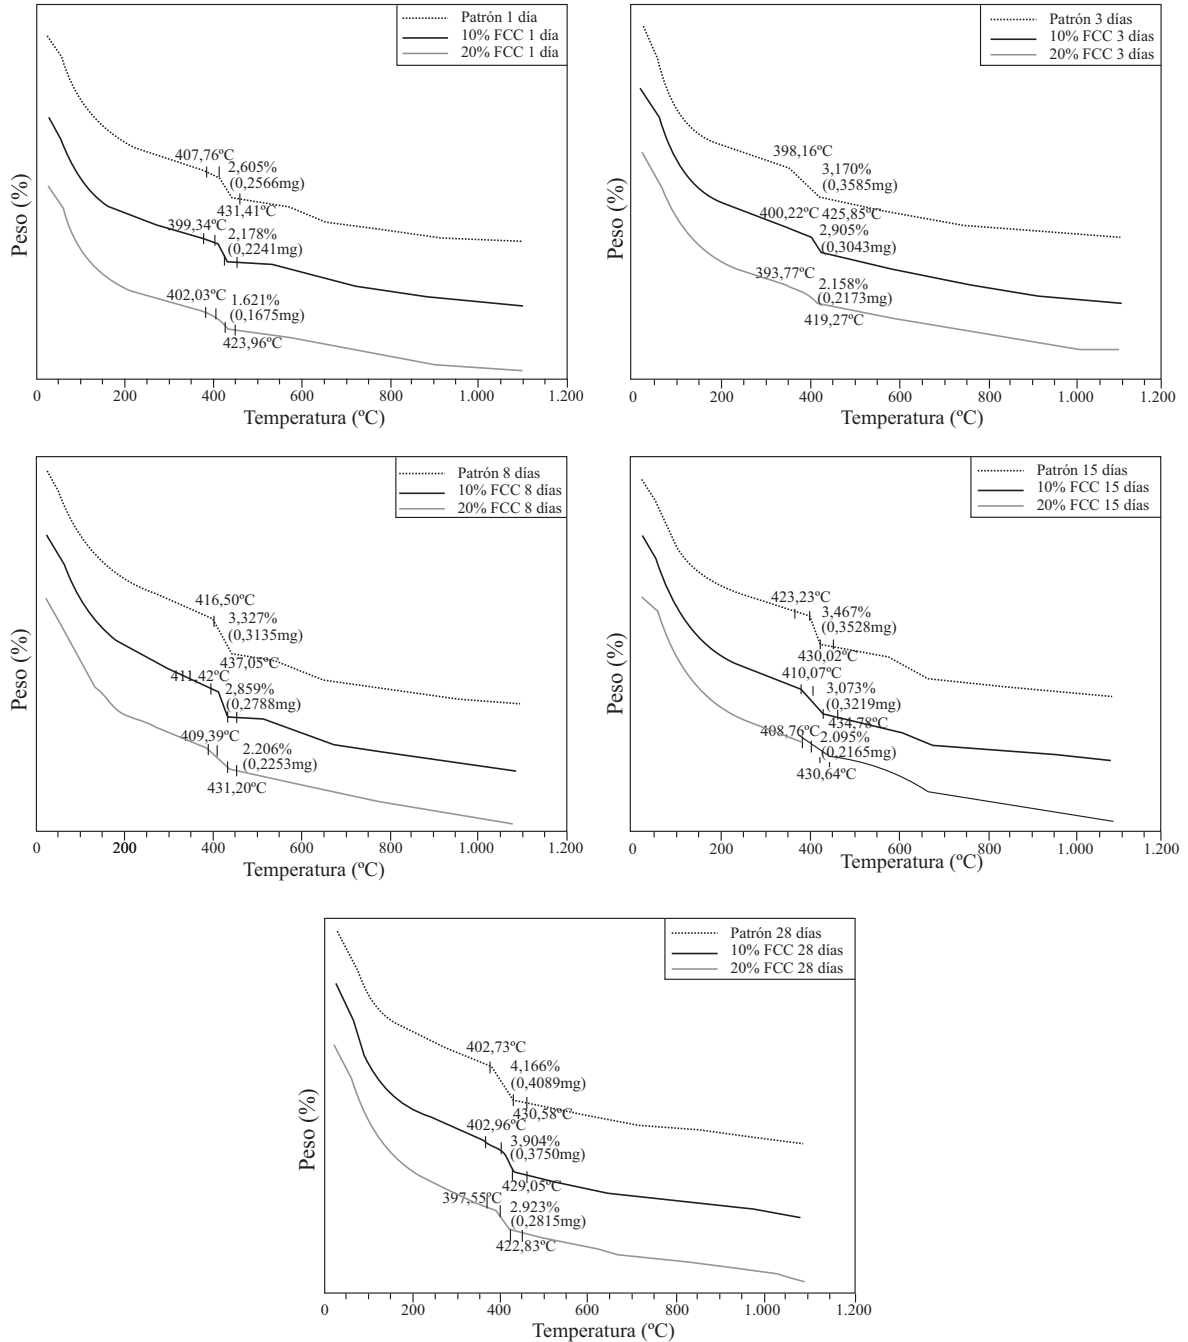 Patrón 1 día
10% FCC 1 día
20% FCC 1 día
407,76ºC
2,605%
(0,2566mg)
431,41ºC
399,34ºC
2,178%
(0,2241mg)
402,03ºC
1.621%
(0,1675mg)
423,96ºC
Peso (%)
0 200 400 600 800 1.000 1.200
Temperatura (ºC)
Patrón 3 días
10% FCC 3 días
20% FCC 3 días
398,16ºC
3,170%
(0,3585mg)
400,22ºC 425,85ºC
2,905%
(0,3043mg)
393,77ºC
2.158%
(0,2173mg)
419,27ºC
Peso (%)
0 200 400 600 800 1.000 1.200
Temperatura (ºC)
Patrón 8 días
10% FCC 8 días
20% FCC 8 días
416,50ºC
3,327%
(0,3135mg)
437,05ºC
411,42ºC
2,859%
(0,2788mg)
409,39ºC
2.206%
(0,2253mg)
431,20ºC
Peso (%)
0 200 400 600 800 1.000 1.200
Temperatura (ºC)
Patrón 15 días
10% FCC 15 días
20% FCC 15 días
423,23ºC
3,467%
(0,3528mg)
430,02ºC
410,07ºC
3,073%
(0,3219mg)
434,78ºC
408,76ºC
2.095%
(0,2165mg)
430,64ºC
Peso (%)
0 200 400 600 800 1.000 1.200
Temperatura (ºC)
Patrón 28 días
10% FCC 28 días
20% FCC 28 días
402,73ºC
4,166%
(0,4089mg)
430,58ºC
402,96ºC
3,904%
(0,3750mg)
429,05ºC
397,55ºC
2.923%
(0,2815mg)
422,83ºC
Peso (%)
0 200 400 600 800 1.000 1.200
Temperatura (ºC)